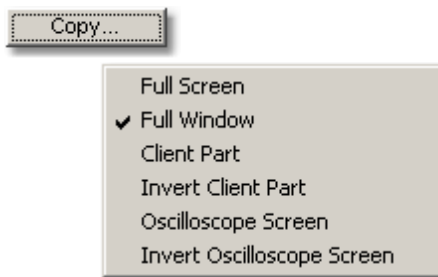 Copy...
Full Screen
Full Window
Client Part
Invert Client Part
Oscilloscope Screen
Invert Oscilloscope Screen